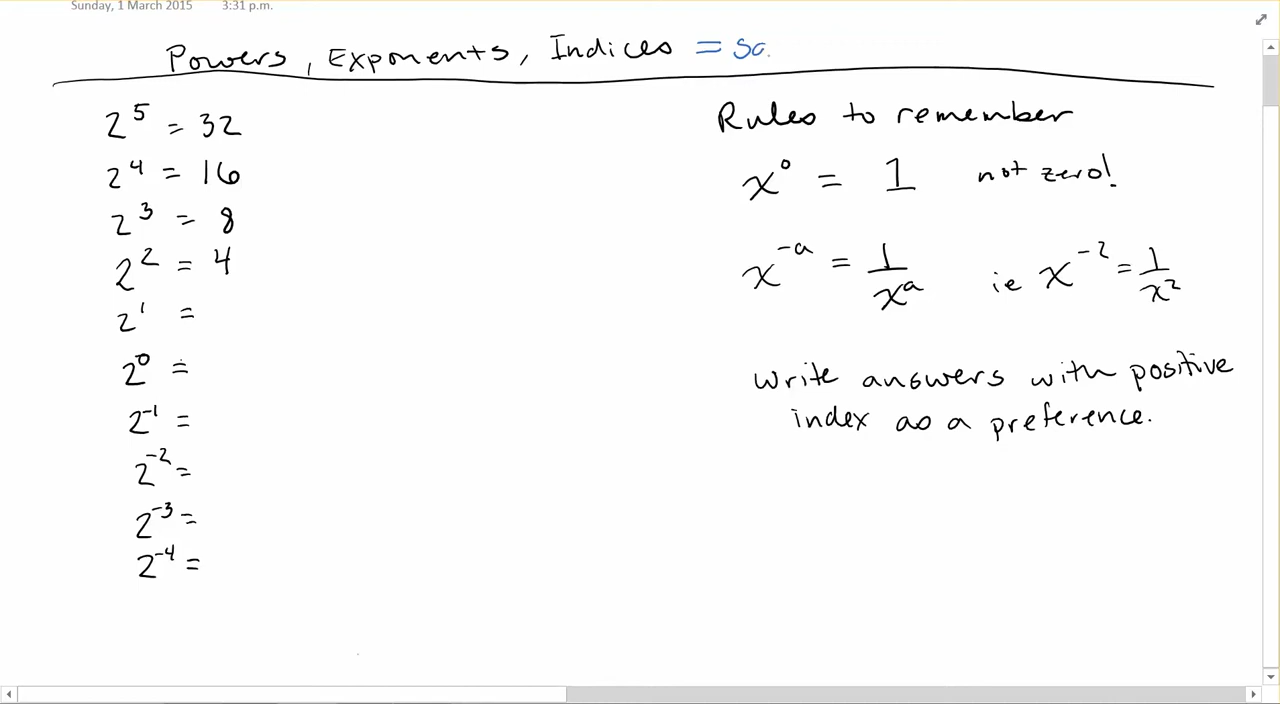 Sunday, 1 March 2015 3:31 p.m.
Powers, Exponents, Indices = Sa
2⁵ = 32
2⁴ = 16
2³ = 8
2² = 4
2¹ =
2⁰ =
2⁻¹ =
2⁻² =
2⁻³ =
2⁻⁴ =
Rules to remember
x⁰ = 1 not zero!
x⁻ᵃ = 1/xᵃ ie x⁻² = 1/x²
Write answers with positive
index as a preference.